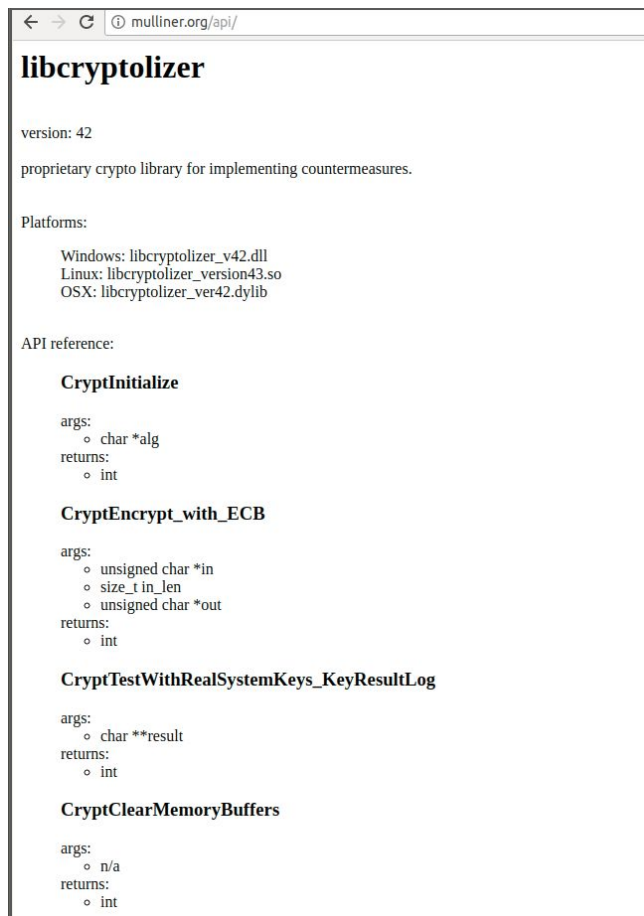 mulliner.org/api/
libcryptolizer
version: 42
proprietary crypto library for implementing countermeasures.
Platforms:
Windows: libcryptolizer_v42.dll
Linux: libcryptolizer_version43.so
OSX: libcryptolizer_ver42.dylib
API reference:
CryptInitialize
args:
◦ char *alg
returns:
◦ int
CryptEncrypt_with_ECB
args:
◦ unsigned char *in
◦ size_t in_len
◦ unsigned char *out
returns:
◦ int
CryptTestWithRealSystemKeys_KeyResultLog
args:
◦ char **result
returns:
◦ int
CryptClearMemoryBuffers
args:
◦ n/a
returns:
◦ int